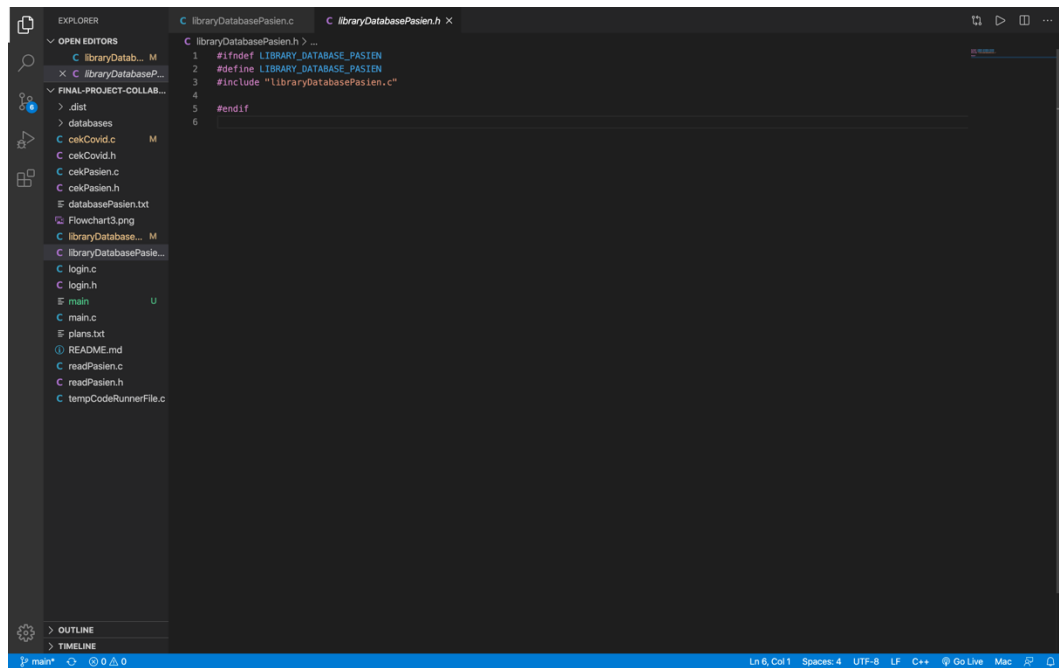 EXPLORER
OPEN EDITORS
C libraryDatab... M
C libraryDatabaseP...
FINAL-PROJECT-COLLAB...
.dist
databases
C cekCovid.c M
C cekCovid.h
C cekPasien.c
C cekPasien.h
databasePasien.txt
Flowchart3.png
C libraryDatabase... M
C libraryDatabasePasie...
C login.c
C login.h
main U
C main.c
plans.txt
README.md
C readPasien.c
C readPasien.h
C tempCodeRunnerFile.c
OUTLINE
TIMELINE
6
C libraryDatabasePasien.c
C libraryDatabasePasien.h
C libraryDatabasePasien.h > ...
1 #ifndef LIBRARY_DATABASE_PASIEN
2 #define LIBRARY_DATABASE_PASIEN
3 #include "libraryDatabasePasien.c"
4
5 #endif
6
main* 0 0 Ln 6, Col 1 Spaces: 4 UTF-8 LF C++ Go Live Mac